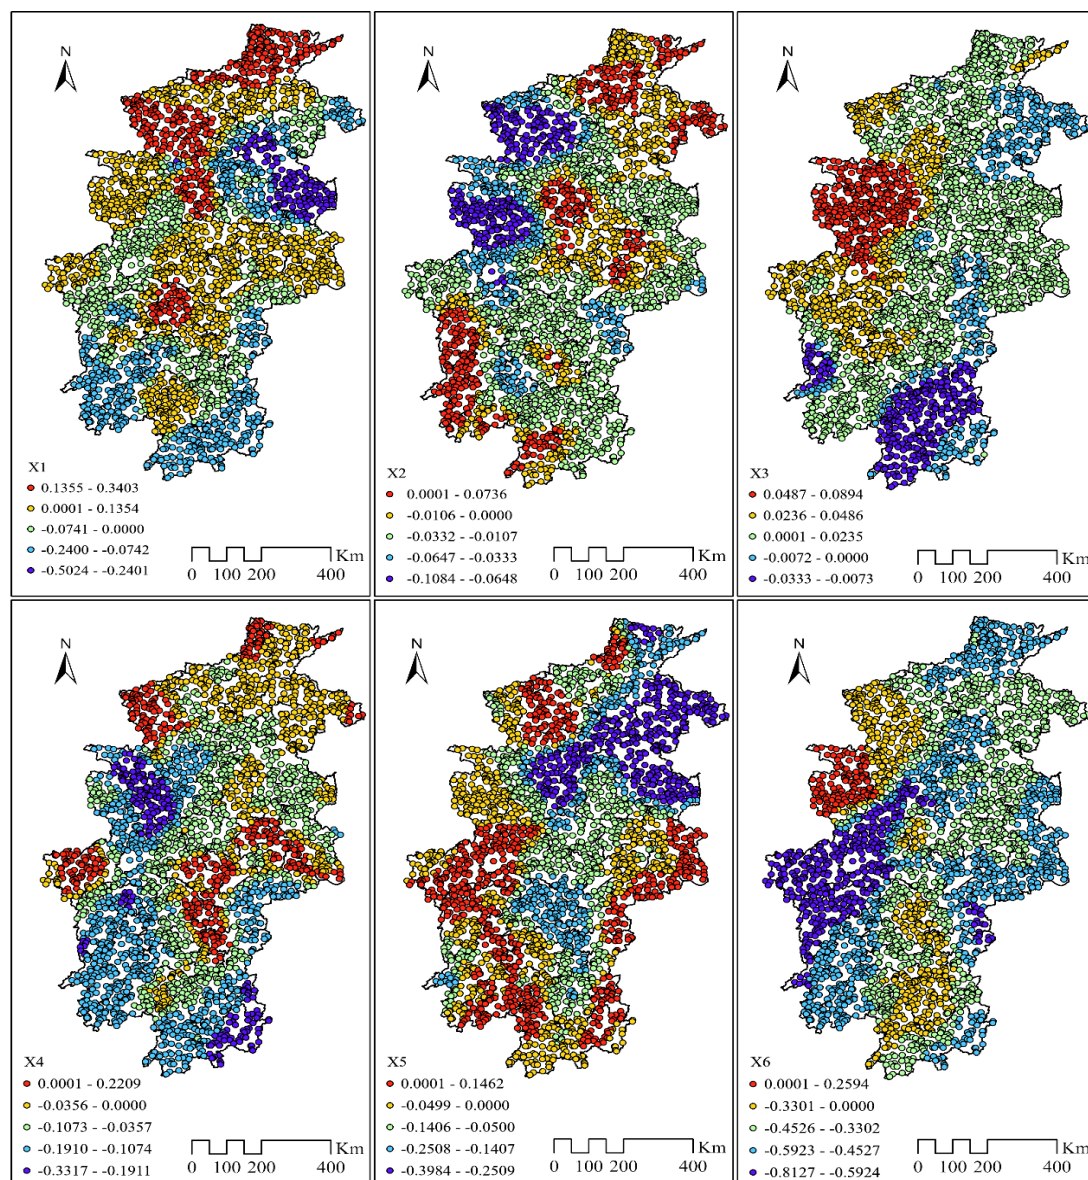 N
X1
0.1355 - 0.3403
0.0001 - 0.1354
-0.0741 - 0.0000
-0.2400 - -0.0742
-0.5024 - -0.2401
Km
0 100 200 400
N
X2
0.0001 - 0.0736
-0.0106 - 0.0000
-0.0332 - -0.0107
-0.0647 - -0.0333
-0.1084 - -0.0648
Km
0 100 200 400
N
X3
0.0487 - 0.0894
0.0236 - 0.0486
0.0001 - 0.0235
-0.0072 - 0.0000
-0.0333 - -0.0073
Km
0 100 200 400
N
X4
0.0001 - 0.2209
-0.0356 - 0.0000
-0.1073 - -0.0357
-0.1910 - -0.1074
-0.3317 - -0.1911
Km
0 100 200 400
N
X5
0.0001 - 0.1462
-0.0499 - 0.0000
-0.1406 - -0.0500
-0.2508 - -0.1407
-0.3984 - -0.2509
Km
0 100 200 400
N
X6
0.0001 - 0.2594
-0.3301 - 0.0000
-0.4526 - -0.3302
-0.5923 - -0.4527
-0.8127 - -0.5924
Km
0 100 200 400